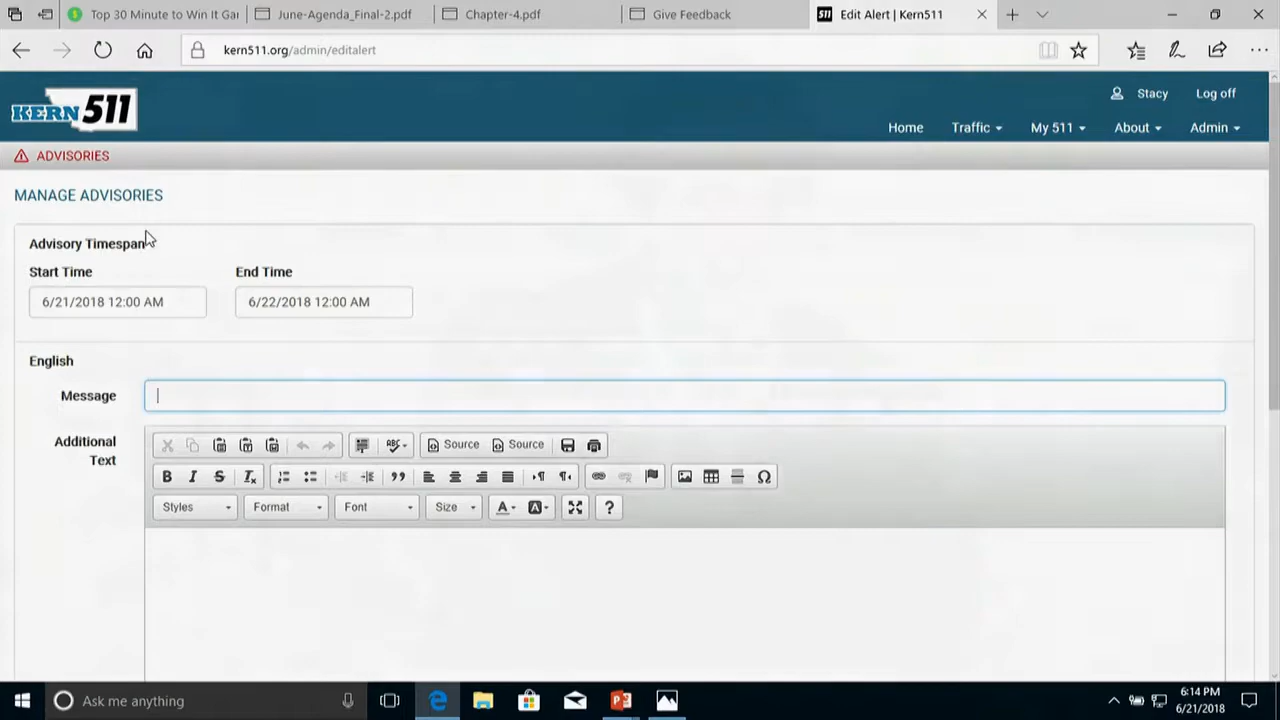 Top 30 Minute to Win It Gar
June-Agenda_Final-2.pdf
Chapter-4.pdf
Give Feedback
511
Edit Alert | Kern511
kern511.org/admin/editalert
KERN 511
Stacy
Log off
Home
Traffic
My 511
About
Admin
ADVISORIES
MANAGE ADVISORIES
Advisory Timespan
Start Time
End Time
6/21/2018 12:00 AM
6/22/2018 12:00 AM
English
Message
Additional
Text
ABC
Source
Source
B I S Tx
Styles
Format
Font
Size
A
A
?
Ask me anything
6:14 PM
6/21/2018